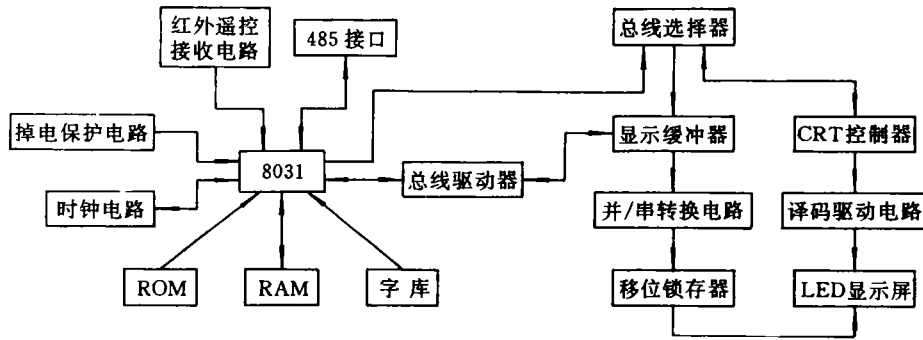 红外遥控
接收电路
485 接口
总线选择器
掉电保护电路
8031
显示缓冲器
CRT控制器
总线驱动器
时钟电路
并/串转换电路
译码驱动电路
ROM
RAM
字 库
移位锁存器
LED显示屏